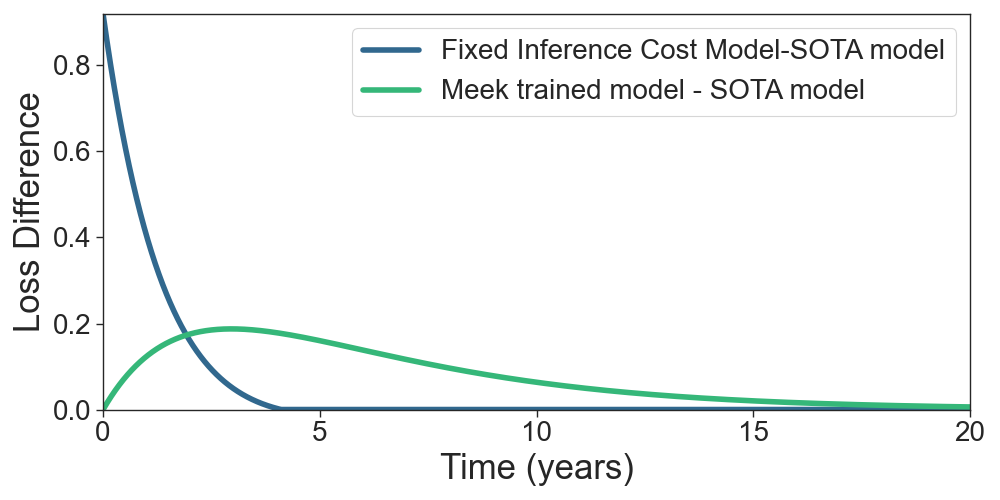 Fixed Inference Cost Model-SOTA model
Meek trained model - SOTA model
Loss Difference
0.8
0.6
0.4
0.2
0.0
0 5 10 15 20
Time (years)